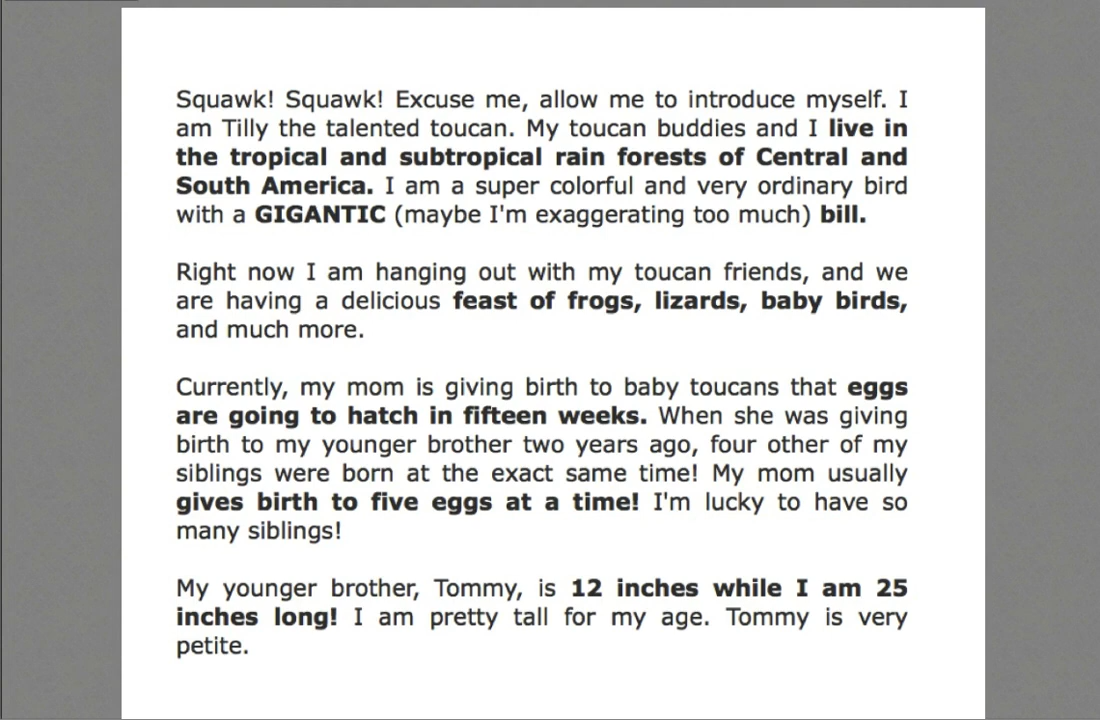 Squawk! Squawk! Excuse me, allow me to introduce myself. I
am Tilly the talented toucan. My toucan buddies and I live in
the tropical and subtropical rain forests of Central and
South America. I am a super colorful and very ordinary bird
with a GIGANTIC (maybe I'm exaggerating too much) bill.
Right now I am hanging out with my toucan friends, and we
are having a delicious feast of frogs, lizards, baby birds,
and much more.
Currently, my mom is giving birth to baby toucans that eggs
are going to hatch in fifteen weeks. When she was giving
birth to my younger brother two years ago, four other of my
siblings were born at the exact same time! My mom usually
gives birth to five eggs at a time! I'm lucky to have so
many siblings!
My younger brother, Tommy, is 12 inches while I am 25
inches long! I am pretty tall for my age. Tommy is very
petite.